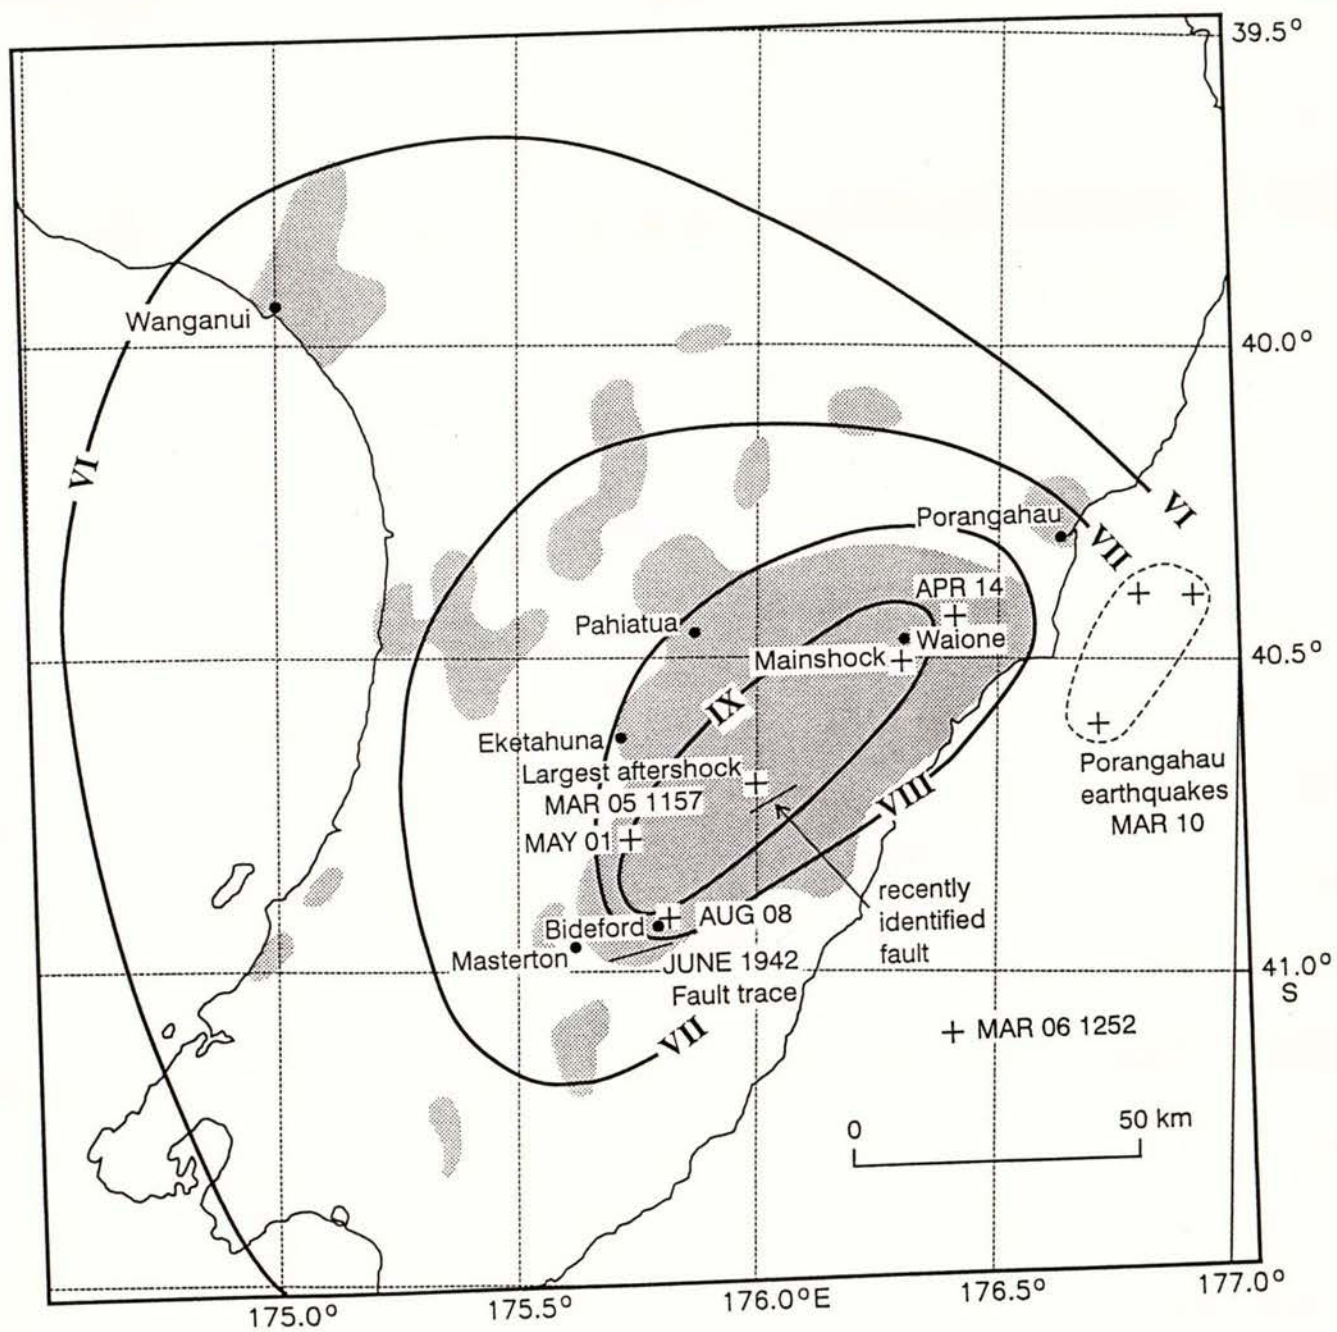 39.5°
Wanganui
40.0°
VI
VI
Porangahau
VII
APR 14
Pahiatua
Waione
Mainshock
40.5°
IX
Eketahuna
Largest aftershock
MAR 05 1157
MAY 01
VIII
Porangahau
earthquakes
MAR 10
recently
identified
fault
AUG 08
Bideford
Masterton
JUNE 1942
Fault trace
41.0°
S
VII
MAR 06 1252
0
50 km
175.0°
175.5°
176.0°E
176.5°
177.0°